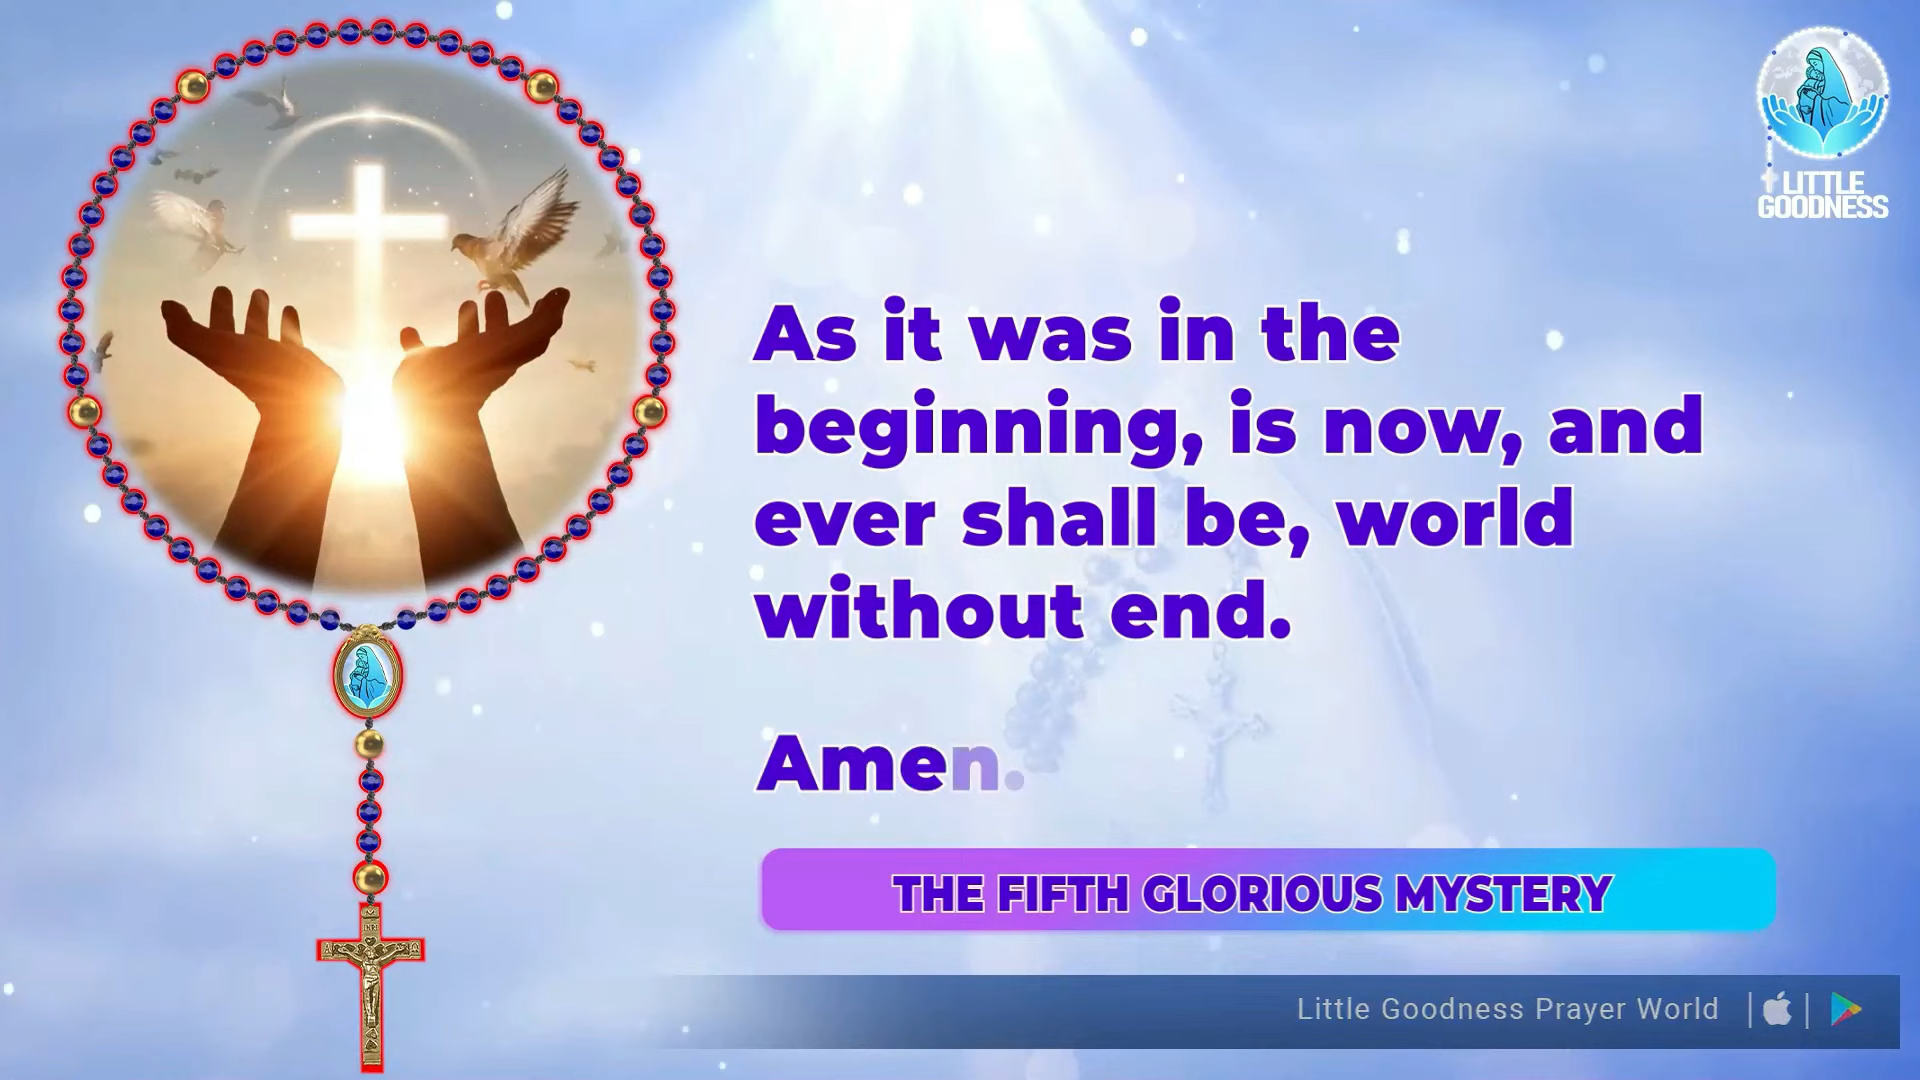 LITTLE
GOODNESS
As it was in the
beginning, is now, and
ever shall be, world
without end.
Amen.
THE FIFTH GLORIOUS MYSTERY
INRI
Little Goodness Prayer World